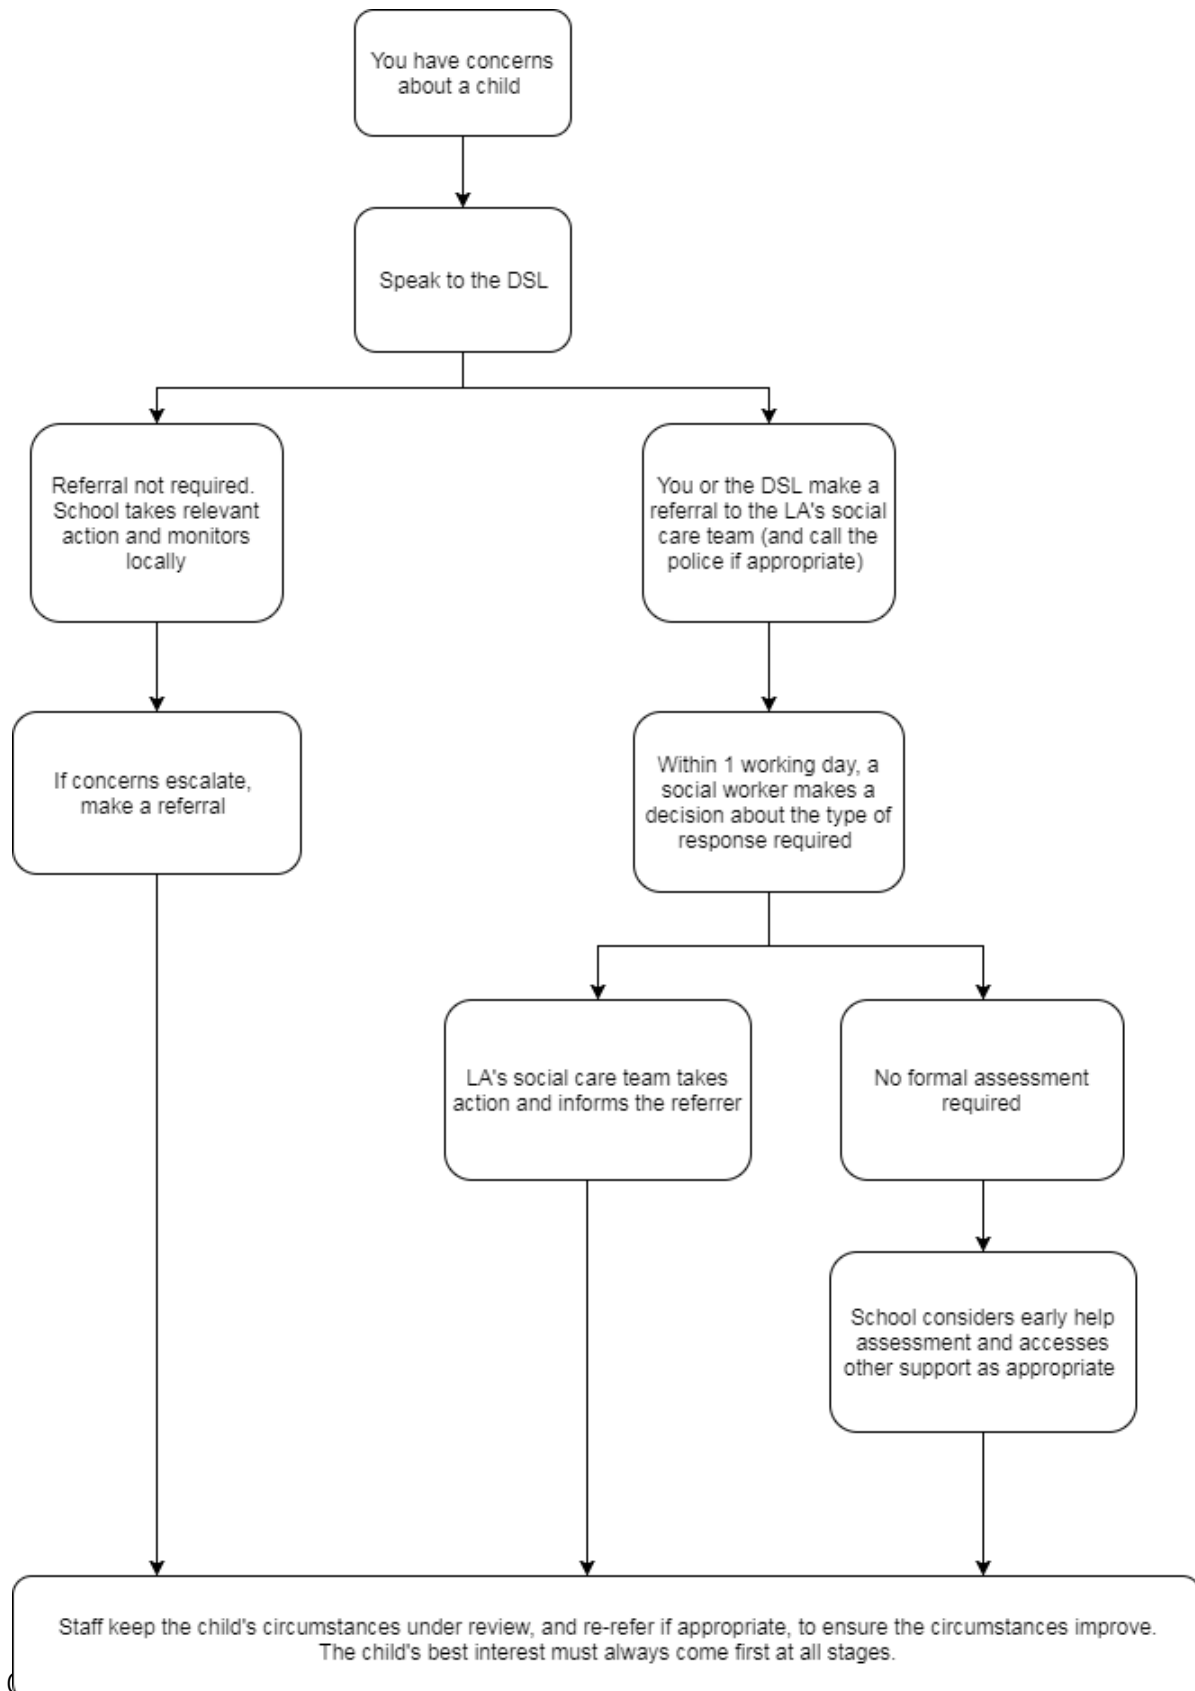 You have concerns
about a child
Speak to the DSL
Referral not required.
School takes relevant
action and monitors
locally
You or the DSL make a
referral to the LA's social
care team (and call the
police if appropriate)
If concerns escalate,
make a referral
Within 1 working day, a
social worker makes a
decision about the type of
response required
LA's social care team takes
action and informs the referrer
No formal assessment
required
School considers early help
assessment and accesses
other support as appropriate
Staff keep the child's circumstances under review, and re-refer if appropriate, to ensure the circumstances improve.
The child's best interest must always come first at all stages.